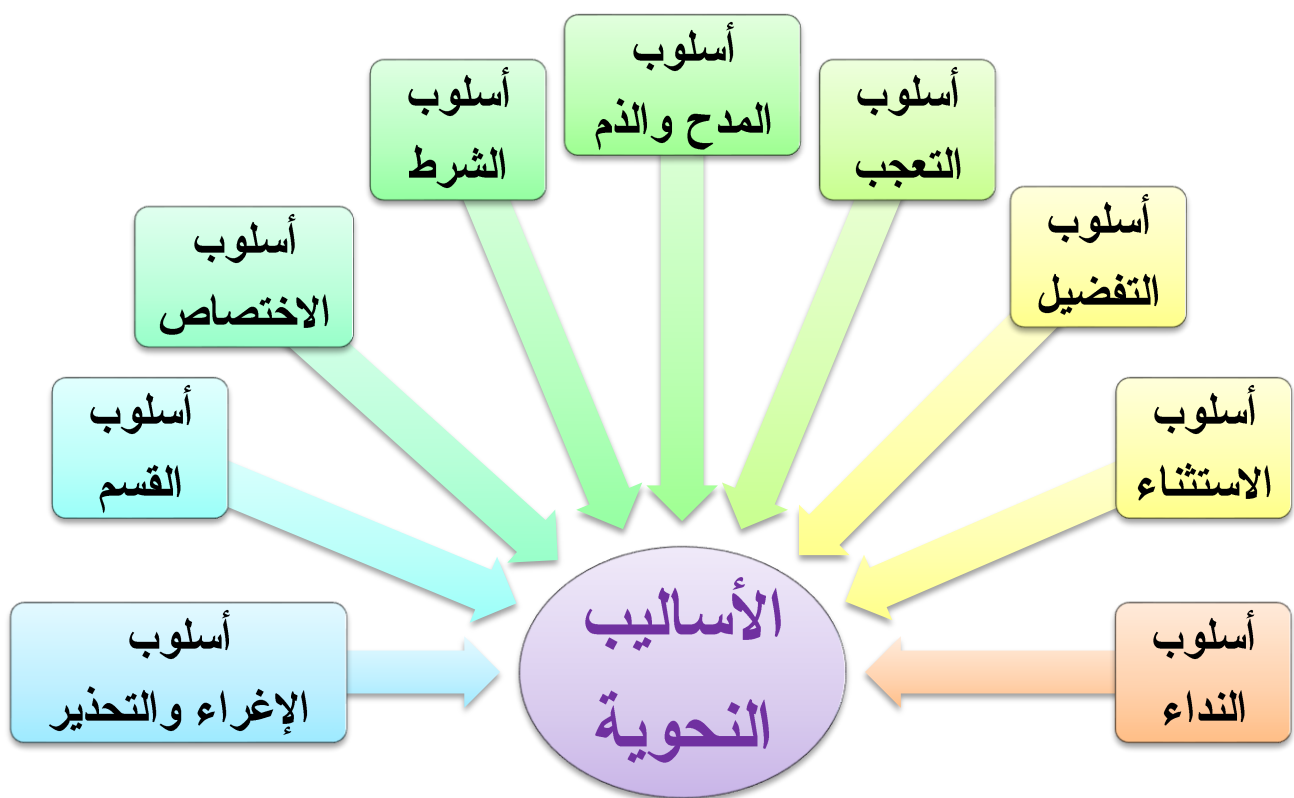 أسلوب
المدح والذم
أسلوب
التعجب
أسلوب
الشرط
أسلوب
التفضيل
أسلوب
الاختصاص
أسلوب
الاستثناء
أسلوب
القسم
أسلوب
النداء
أسلوب
الإغراء والتحذير
الأساليب
النحوية